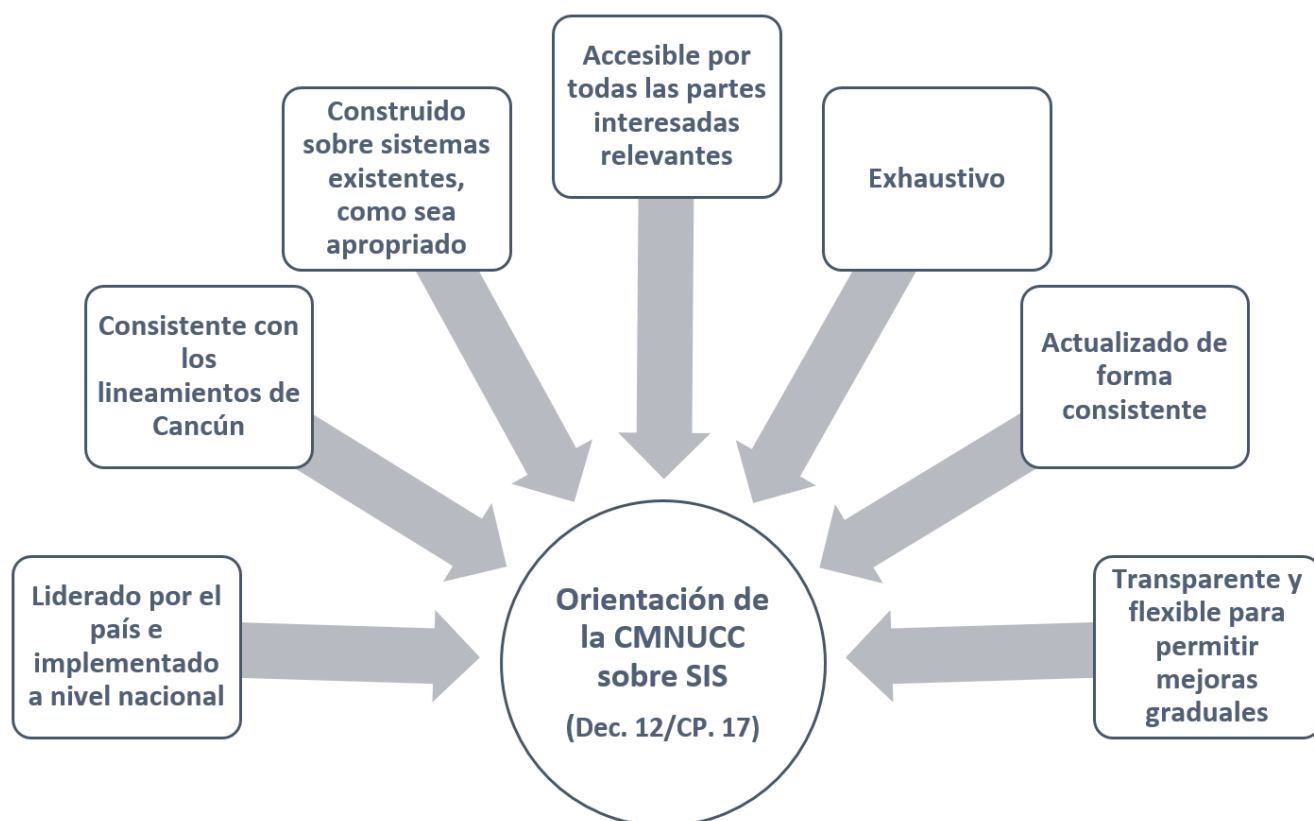 Liderado por el
país e
implementado
a nivel nacional
Consistente con
los
lineamientos de
Cancún
Construido
sobre sistemas
existentes,
como sea
apropiado
Accesible por
todas las partes
interesadas
relevantes
Exhaustivo
Actualizado de
forma
consistente
Transparente y
flexible para
permitir
mejoras
graduales
Orientación de
la CMNUCC
sobre SIS
(Dec. 12/CP. 17)